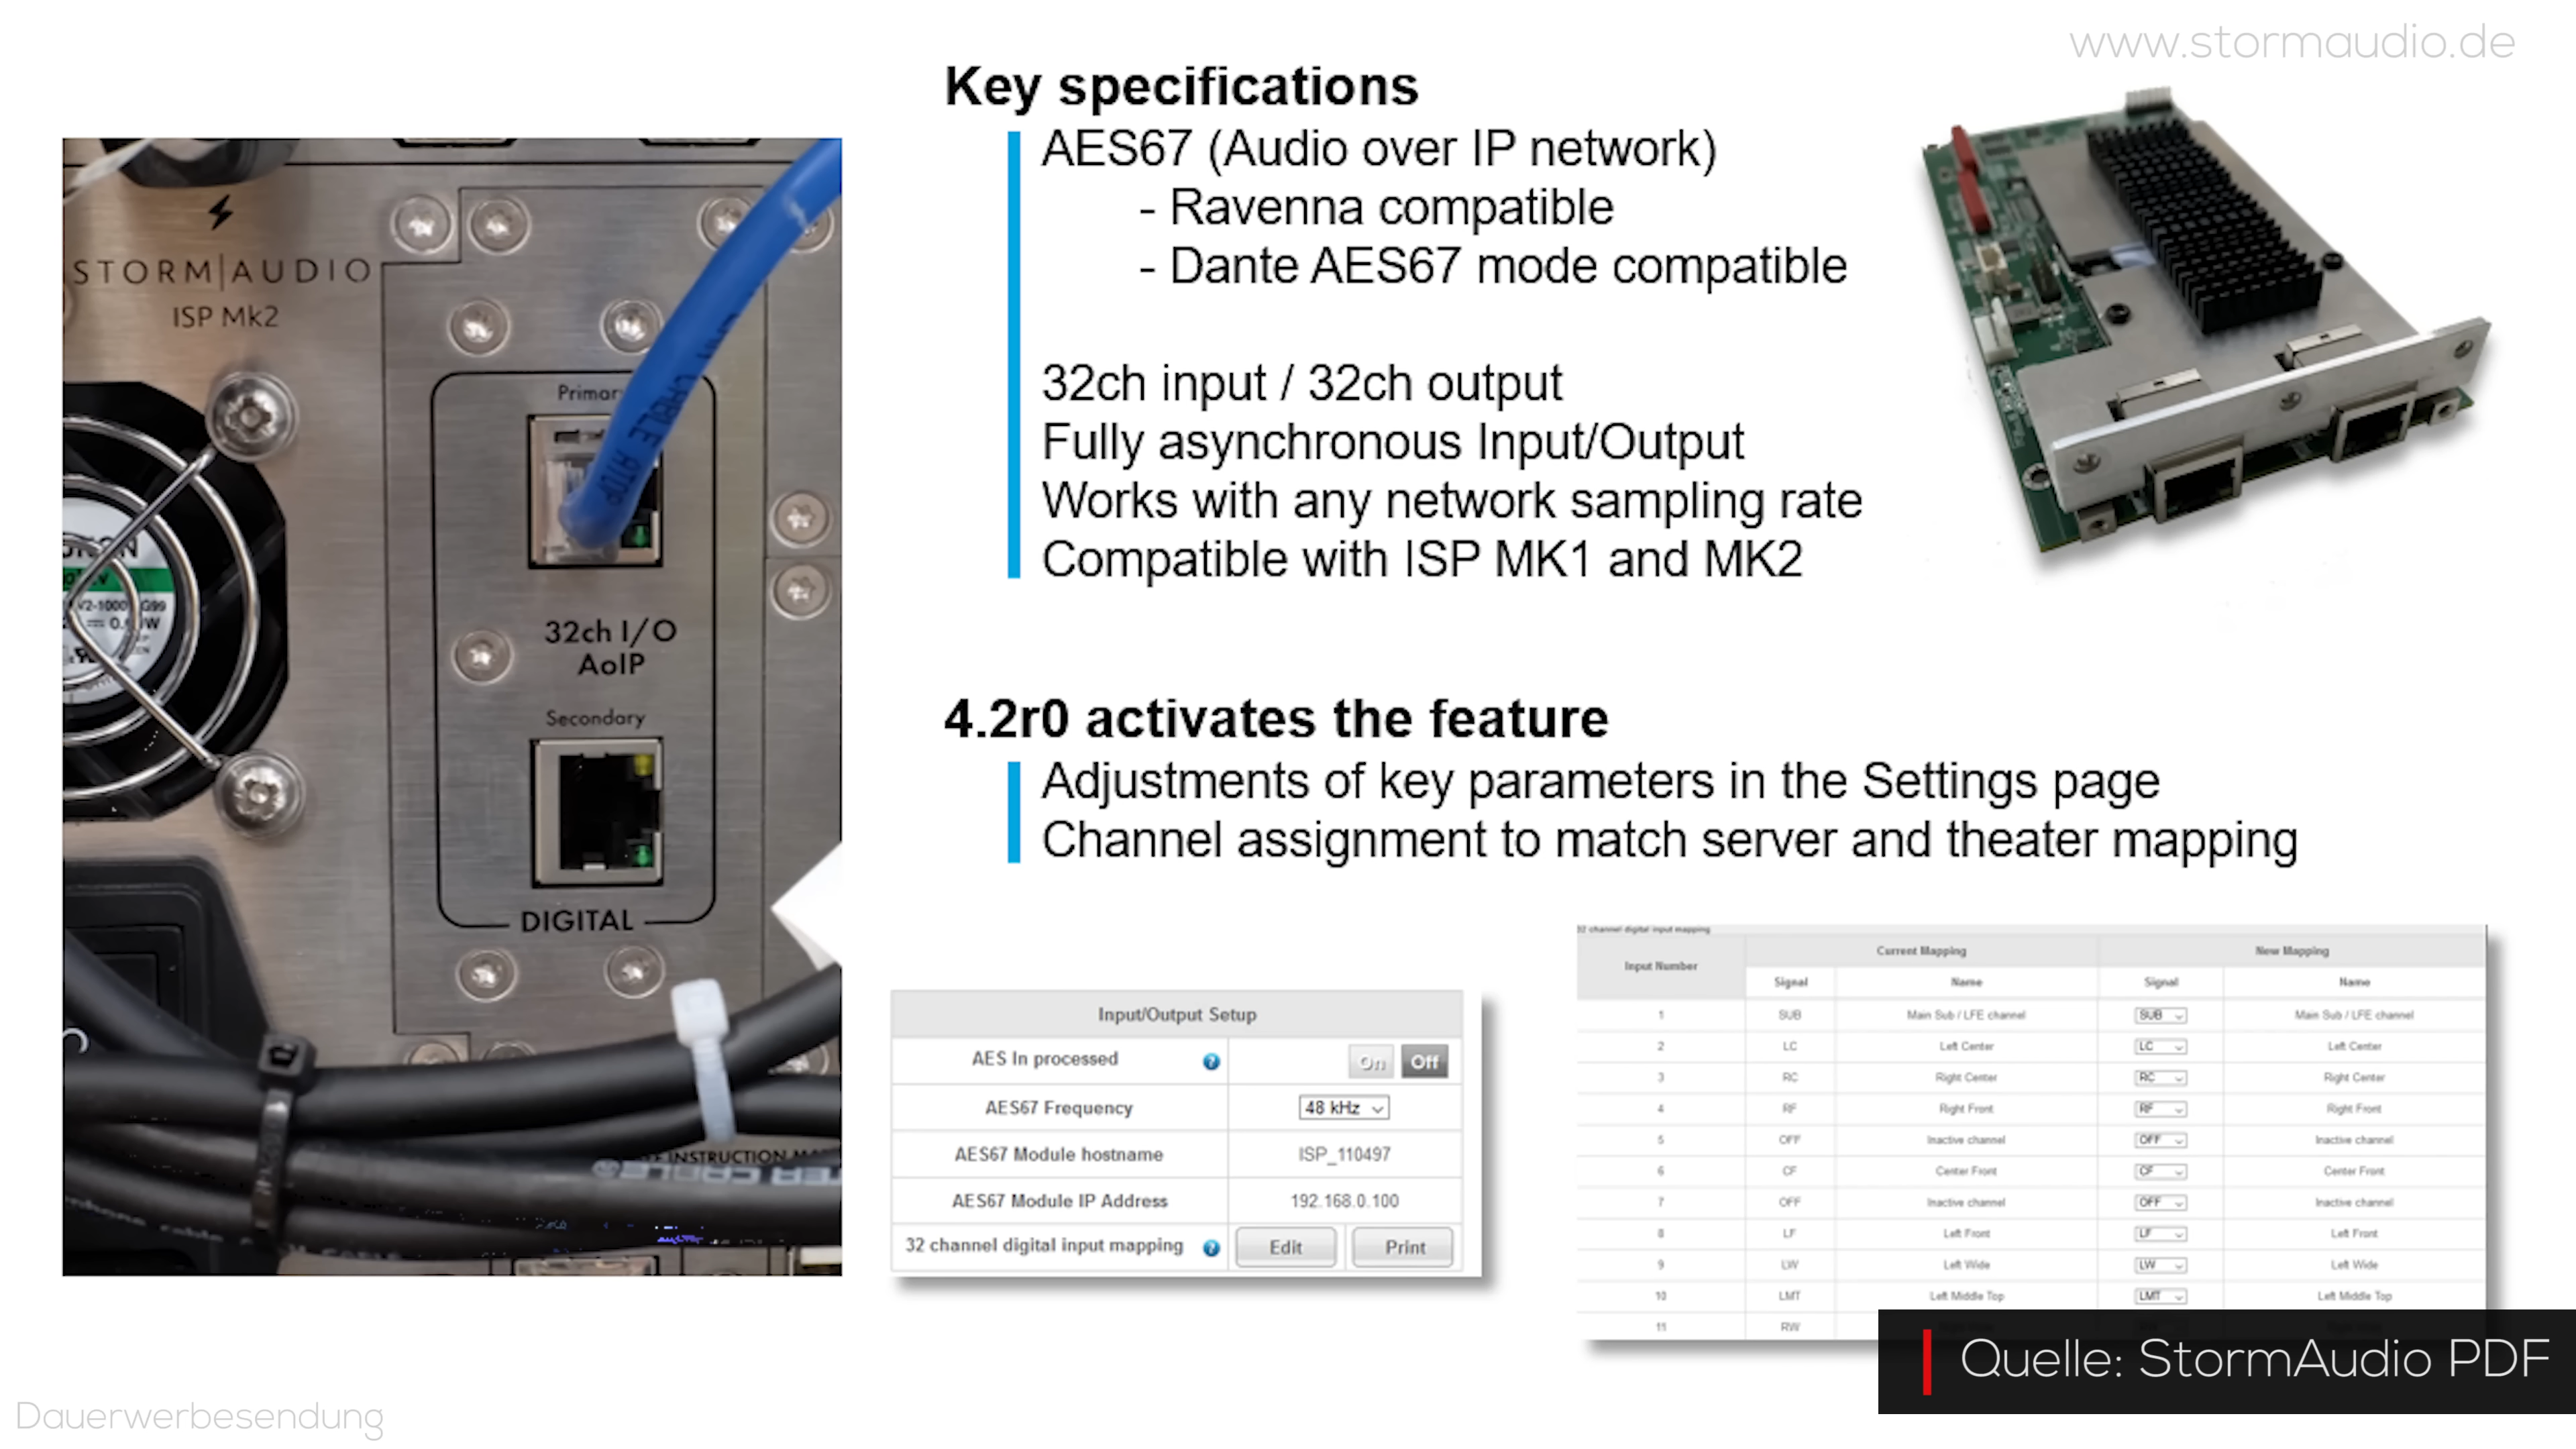 www.stormaudio.de
Key specifications
AES67 (Audio over IP network)
- Ravenna compatible
- Dante AES67 mode compatible
32ch input / 32ch output
Fully asynchronous Input/Output
Works with any network sampling rate
Compatible with ISP MK1 and MK2
4.2r0 activates the feature
Adjustments of key parameters in the Settings page
Channel assignment to match server and theater mapping
STORM|AUDIO
ISP Mk2
Primar
32ch I/O
AoIP
Secondary
DIGITAL
INSTRUCTION
Input/Output Setup
AES In processed ? On Off
AES67 Frequency 48 kHz
AES67 Module hostname ISP_110497
AES67 Module IP Address 192.168.0.100
32 channel digital input mapping ? Edit Print
32 channel digital input mapping
Input Number Current Mapping New Mapping
Signal Name Signal Name
1 SUB Main Sub / LFE channel SUB Main Sub / LFE channel
2 LC Left Center LC Left Center
3 RC Right Center RC Right Center
4 RF Right Front RF Right Front
5 OFF Inactive channel OFF Inactive channel
6 CF Center Front CF Center Front
7 OFF Inactive channel OFF Inactive channel
8 LF Left Front LF Left Front
9 LW Left Wide LW Left Wide
10 LMT Left Middle Top LMT Left Middle Top
11 RW
Quelle: StormAudio PDF
Dauerwerbesendung